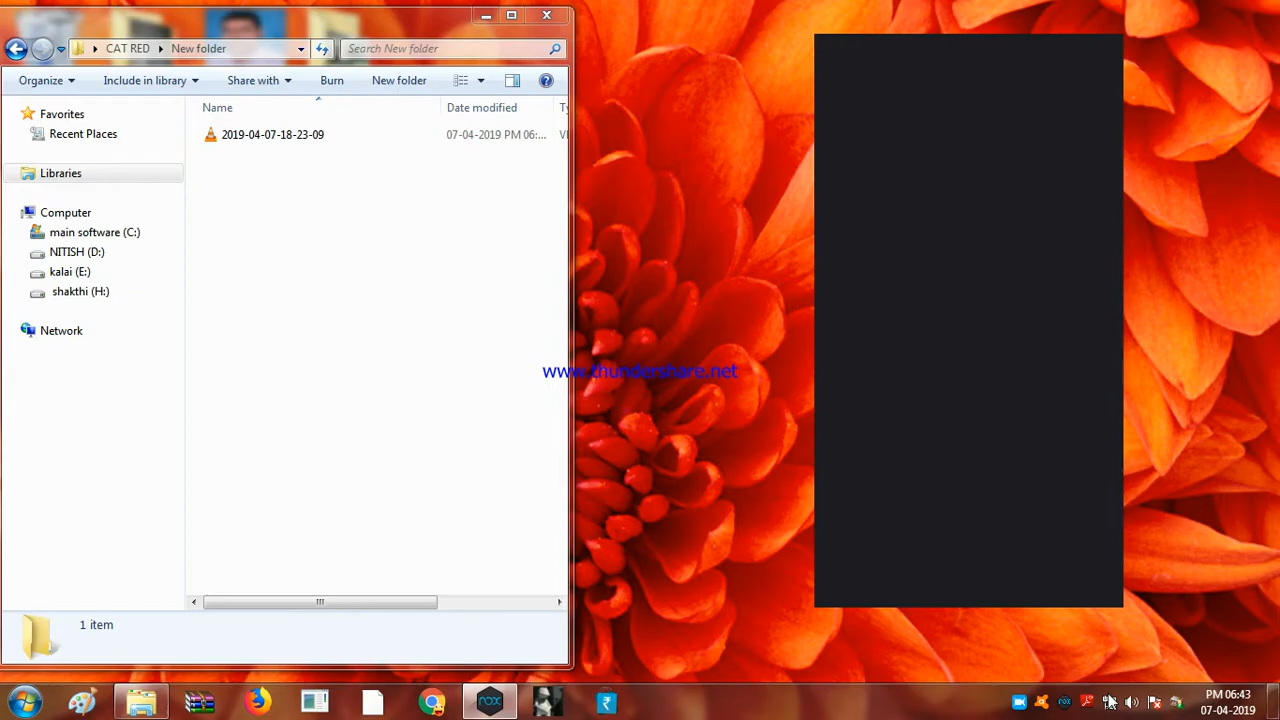 CAT RED
New folder
Search New folder
Organize
Include in library
Share with
Burn
New folder
Name
Date modified
Favorites
Recent Places
Libraries
Computer
main software (C:)
NITISH (D:)
kalai (E:)
shakthi (H:)
Network
2019-04-07-18-23-09
07-04-2019 PM 06:...
www.thundershare.net
1 item
nox
nox
PM 06:43
07-04-2019